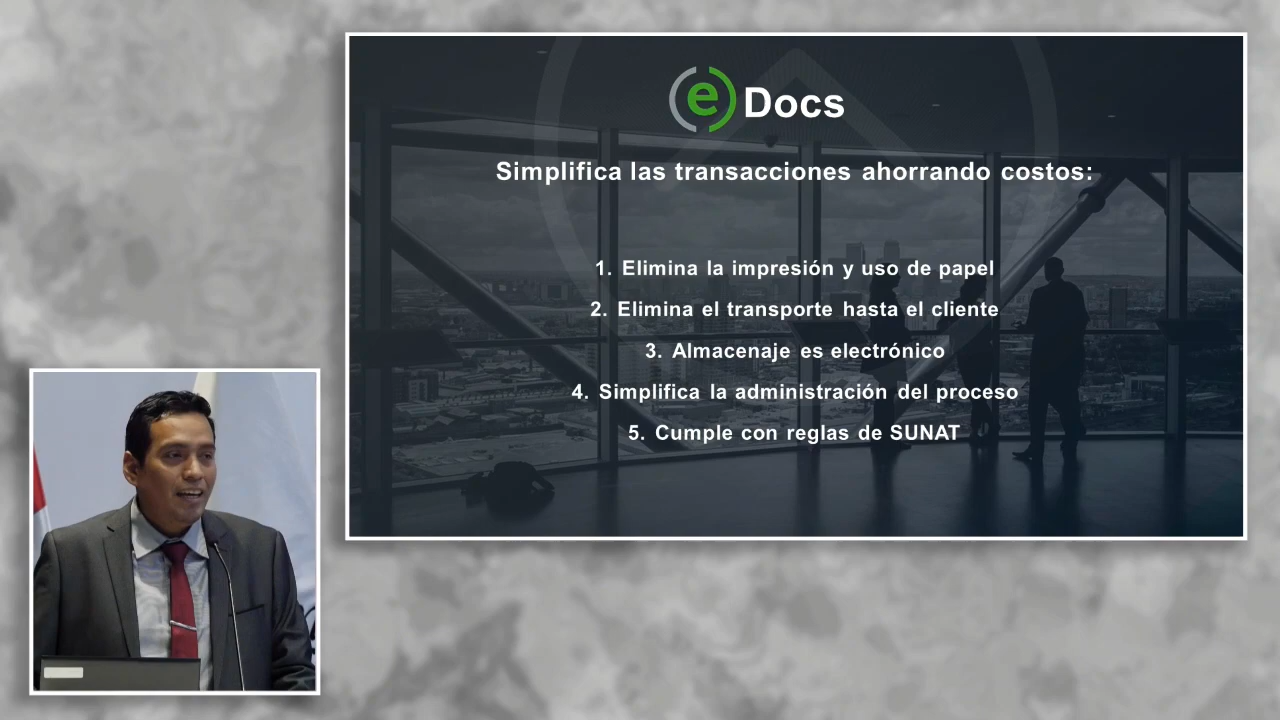 e Docs
Simplifica las transacciones ahorrando costos:
1. Elimina la impresión y uso de papel
2. Elimina el transporte hasta el cliente
3. Almacenaje es electrónico
4. Simplifica la administración del proceso
5. Cumple con reglas de SUNAT